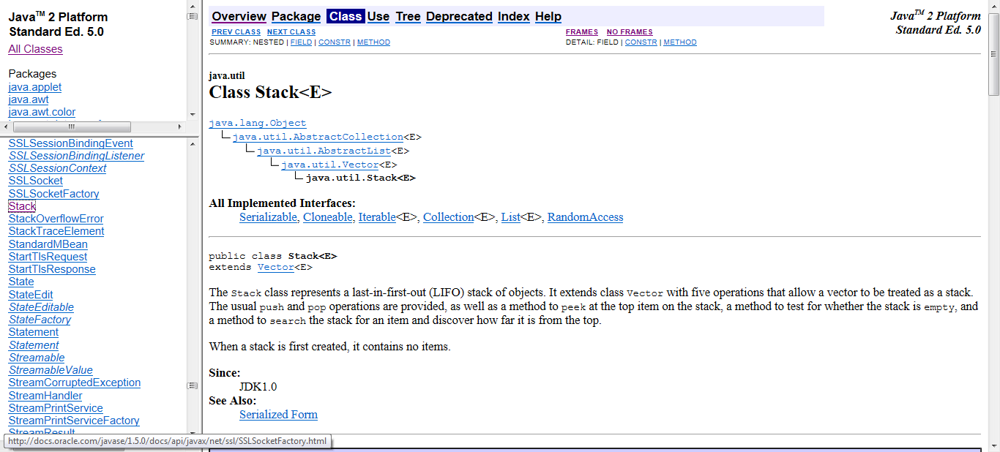 Java™ 2 Platform
Standard Ed. 5.0
All Classes
Packages
java.applet
java.awt
java.awt.color
SSLSessionBindingEvent
SSLSessionBindingListener
SSLSessionContext
SSLSocket
SSLSocketFactory
Stack
StackOverflowError
StackTraceElement
StandardMBean
StartTlsRequest
StartTlsResponse
State
StateEdit
StateEditable
StateFactory
Statement
Statement
Streamable
StreamableValue
StreamCorruptedException
StreamHandler
StreamPrintService
StreamPrintServiceFactory
StreamResult
http://docs.oracle.com/javase/1.5.0/docs/api/javax/net/ssl/SSLSocketFactory.html
Overview Package Class Use Tree Deprecated Index Help
Java™ 2 Platform
Standard Ed. 5.0
PREV CLASS NEXT CLASS FRAMES NO FRAMES
SUMMARY: NESTED | FIELD | CONSTR | METHOD DETAIL: FIELD | CONSTR | METHOD
java.util
Class Stack<E>
java.lang.Object
java.util.AbstractCollection<E>
java.util.AbstractList<E>
java.util.Vector<E>
java.util.Stack<E>
All Implemented Interfaces:
Serializable, Cloneable, Iterable<E>, Collection<E>, List<E>, RandomAccess
public class Stack<E>
extends Vector<E>
The Stack class represents a last-in-first-out (LIFO) stack of objects. It extends class Vector with five operations that allow a vector to be treated as a stack.
The usual push and pop operations are provided, as well as a method to peek at the top item on the stack, a method to test for whether the stack is empty, and
a method to search the stack for an item and discover how far it is from the top.
When a stack is first created, it contains no items.
Since:
JDK1.0
See Also:
Serialized Form